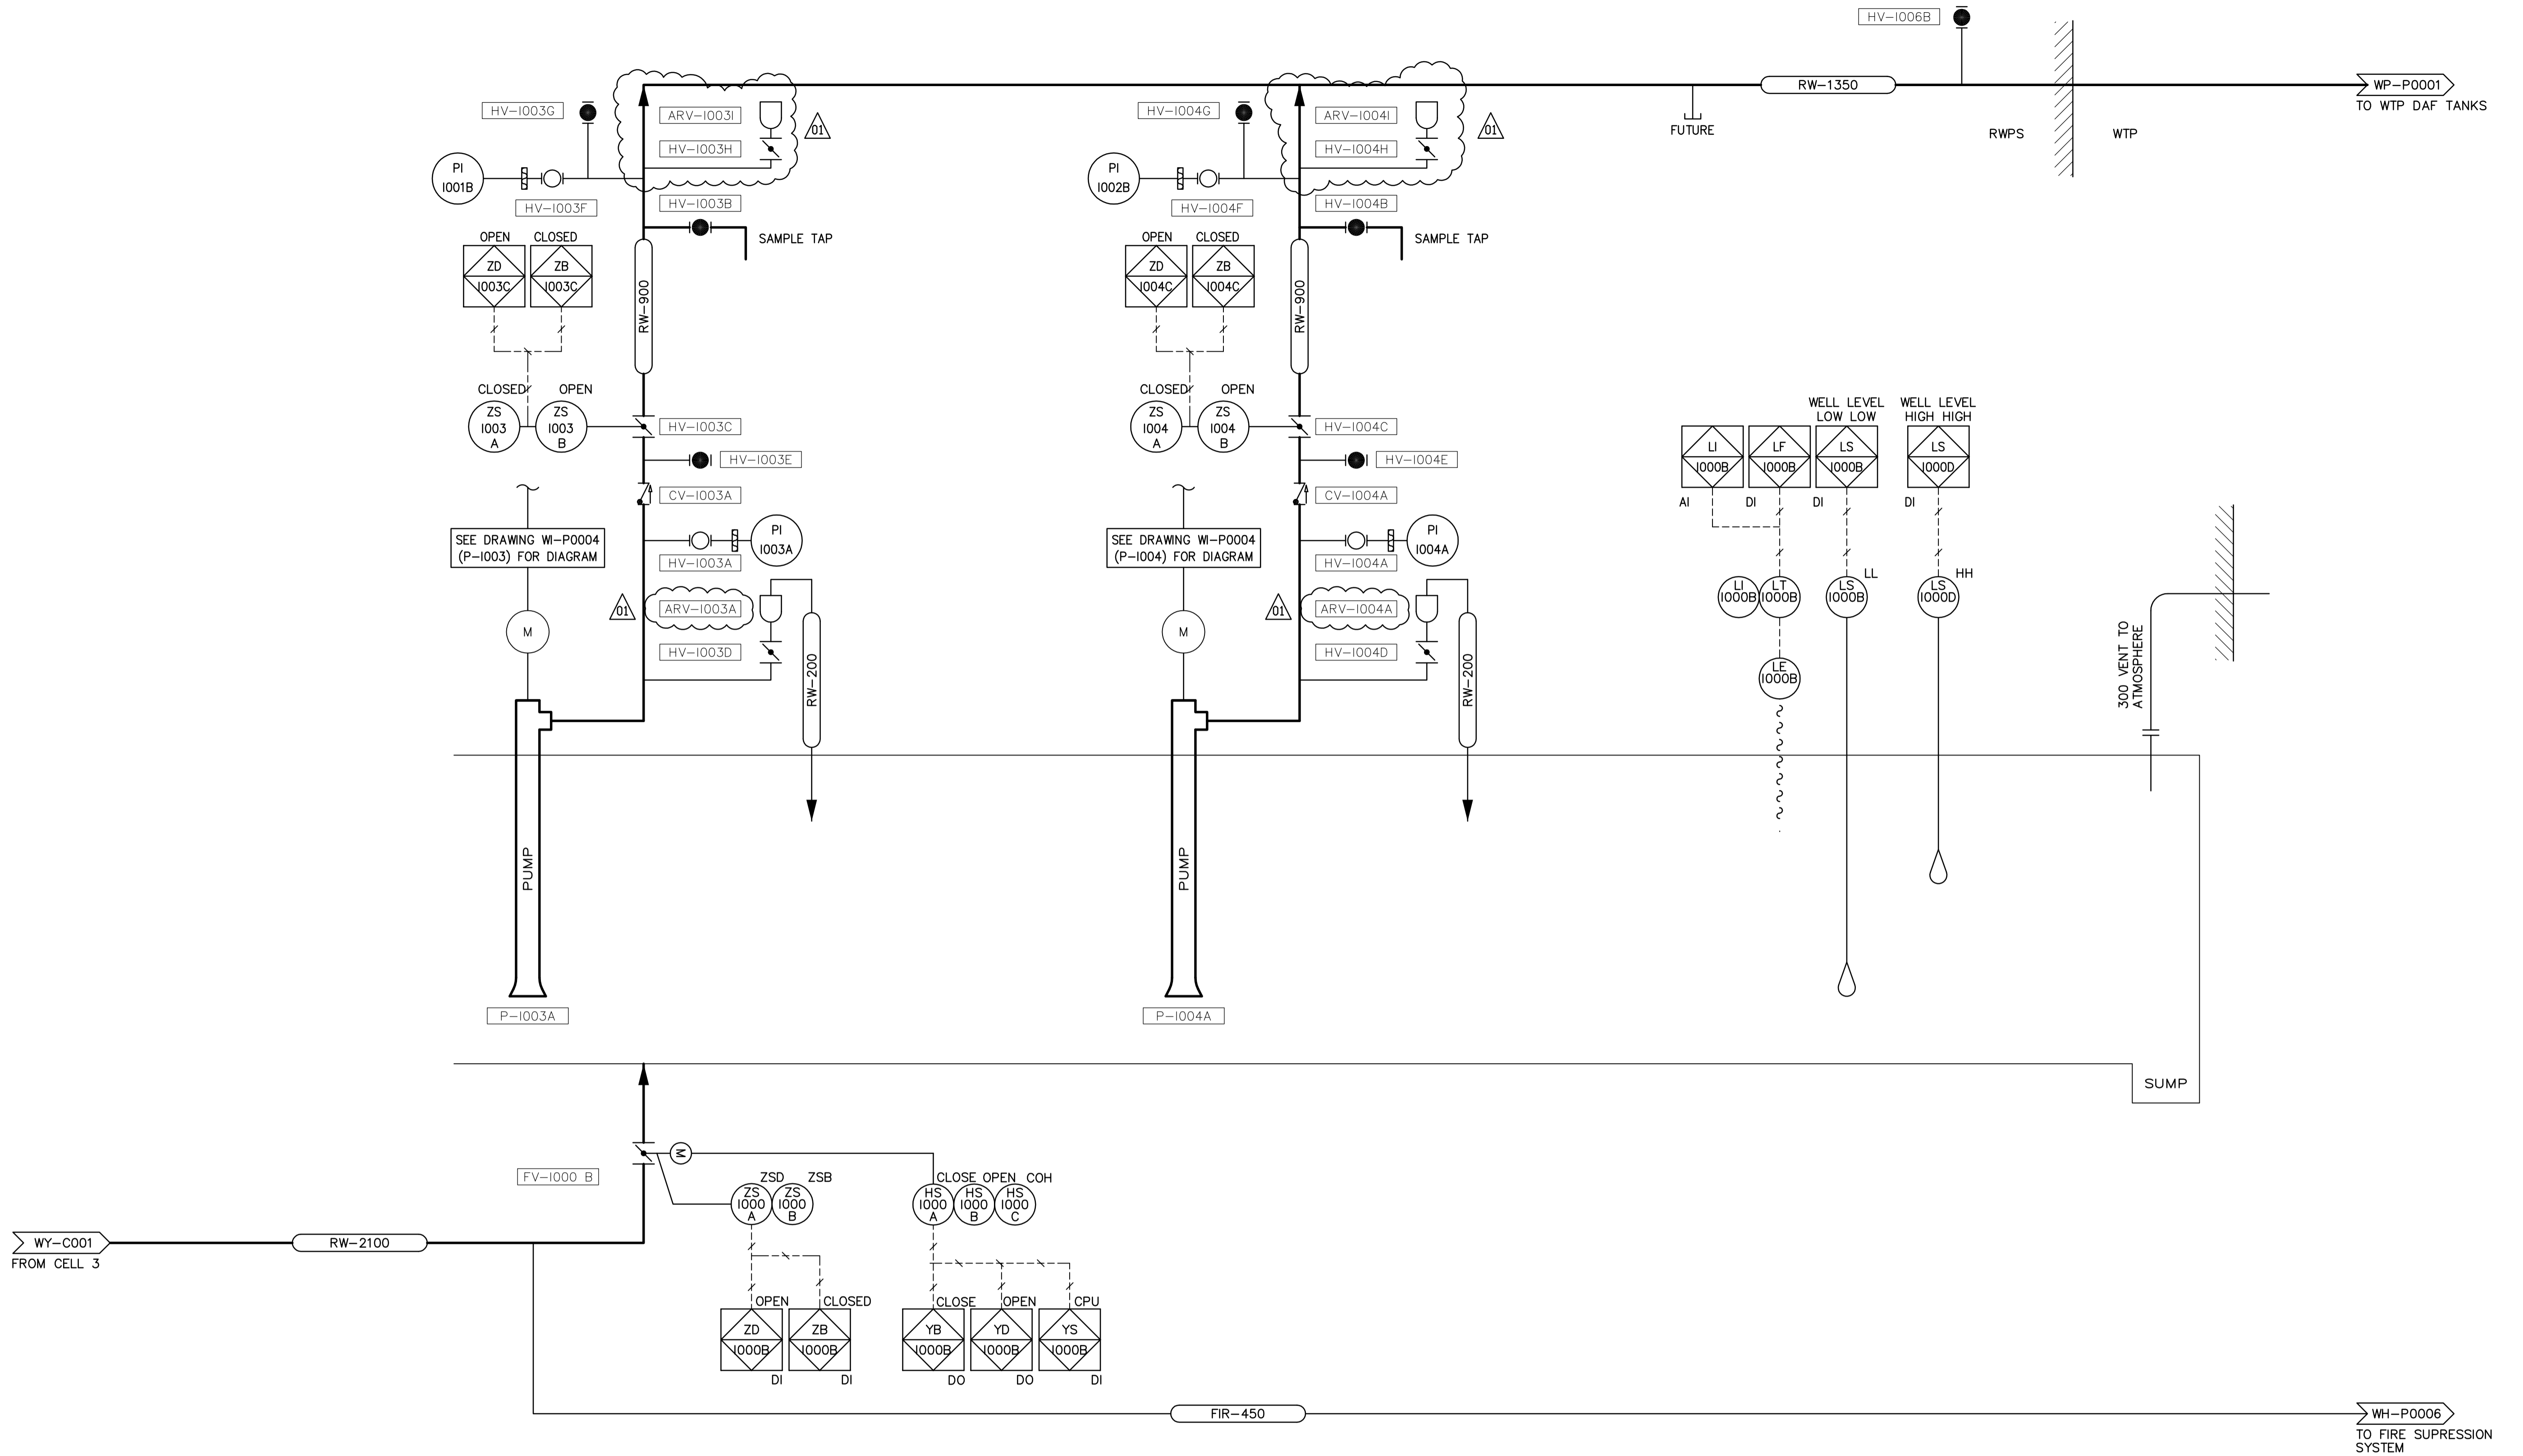 HV-1006B
RW-1350
WP-P0001
TO WTP DAF TANKS
FUTURE
RWPS
WTP
HV-1003G
ARV-1003I
01
HV-1003H
PI
1001B
HV-1003F
HV-1003B
SAMPLE TAP
OPEN
CLOSED
ZD
1003C
ZB
1003C
RW-900
CLOSED
OPEN
ZS
1003
A
ZS
1003
B
HV-1003C
HV-1003E
CV-1003A
SEE DRAWING WI-P0004
(P-1003) FOR DIAGRAM
PI
1003A
HV-1003A
01
ARV-1003A
M
HV-1003D
RW-200
PUMP
P-1003A
HV-1004G
ARV-1004I
01
HV-1004H
PI
1002B
HV-1004F
HV-1004B
SAMPLE TAP
OPEN
CLOSED
ZD
1004C
ZB
1004C
RW-900
CLOSED
OPEN
ZS
1004
A
ZS
1004
B
HV-1004C
HV-1004E
CV-1004A
SEE DRAWING WI-P0004
(P-1004) FOR DIAGRAM
PI
1004A
HV-1004A
01
ARV-1004A
M
HV-1004D
RW-200
PUMP
P-1004A
WELL LEVEL
LOW LOW
WELL LEVEL
HIGH HIGH
LI
1000B
LF
1000B
LS
1000B
LS
1000D
AI
DI
DI
DI
LL
HH
LI
1000B
LT
1000B
LS
1000B
LS
1000D
LE
1000B
300 VENT TO
ATMOSPHERE
SUMP
FV-1000 B
M
ZSD
ZSB
ZS
1000
A
ZS
1000
B
CLOSE
OPEN
COH
HS
1000
A
HS
1000
B
HS
1000
C
WY-C001
FROM CELL 3
RW-2100
OPEN
CLOSED
CLOSE
OPEN
CPU
ZD
1000B
ZB
1000B
YB
1000B
YD
1000B
YS
1000B
DI
DI
DO
DO
DI
FIR-450
WH-P0006
TO FIRE SUPRESSION
SYSTEM